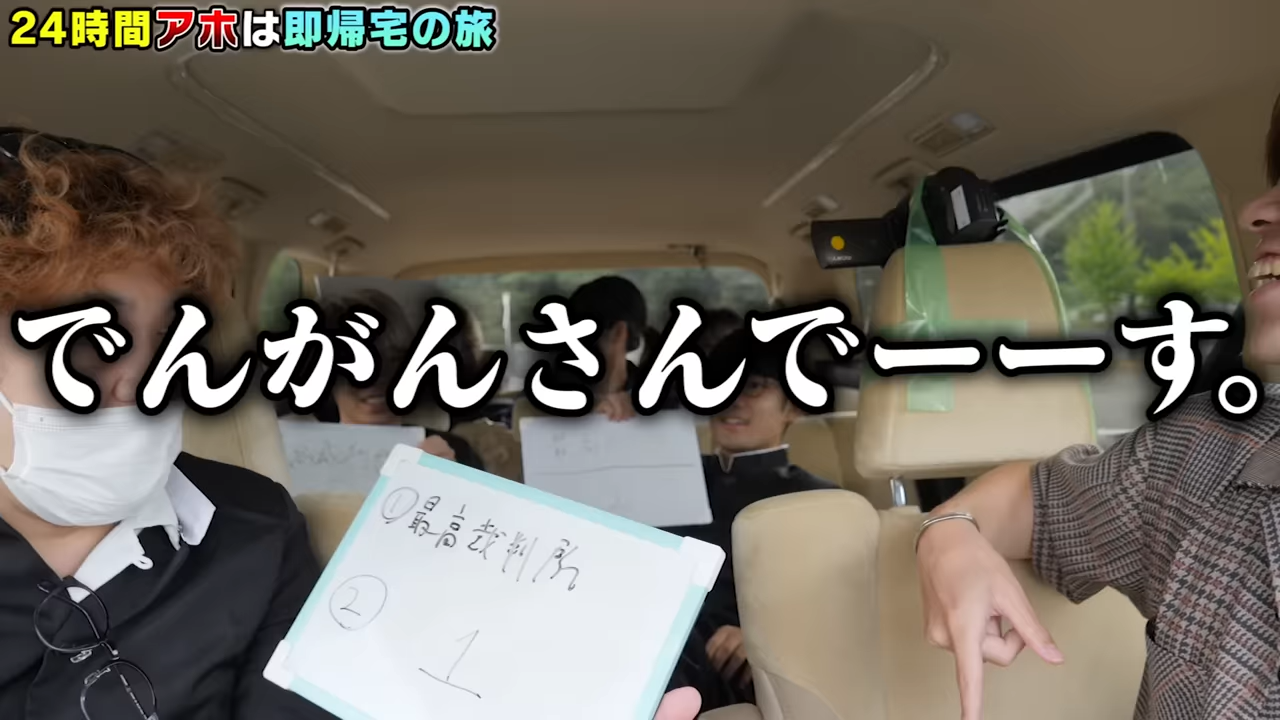 24時間アホは即帰宅の旅
でんがんさんでーーす。
①最高裁判所
②
1